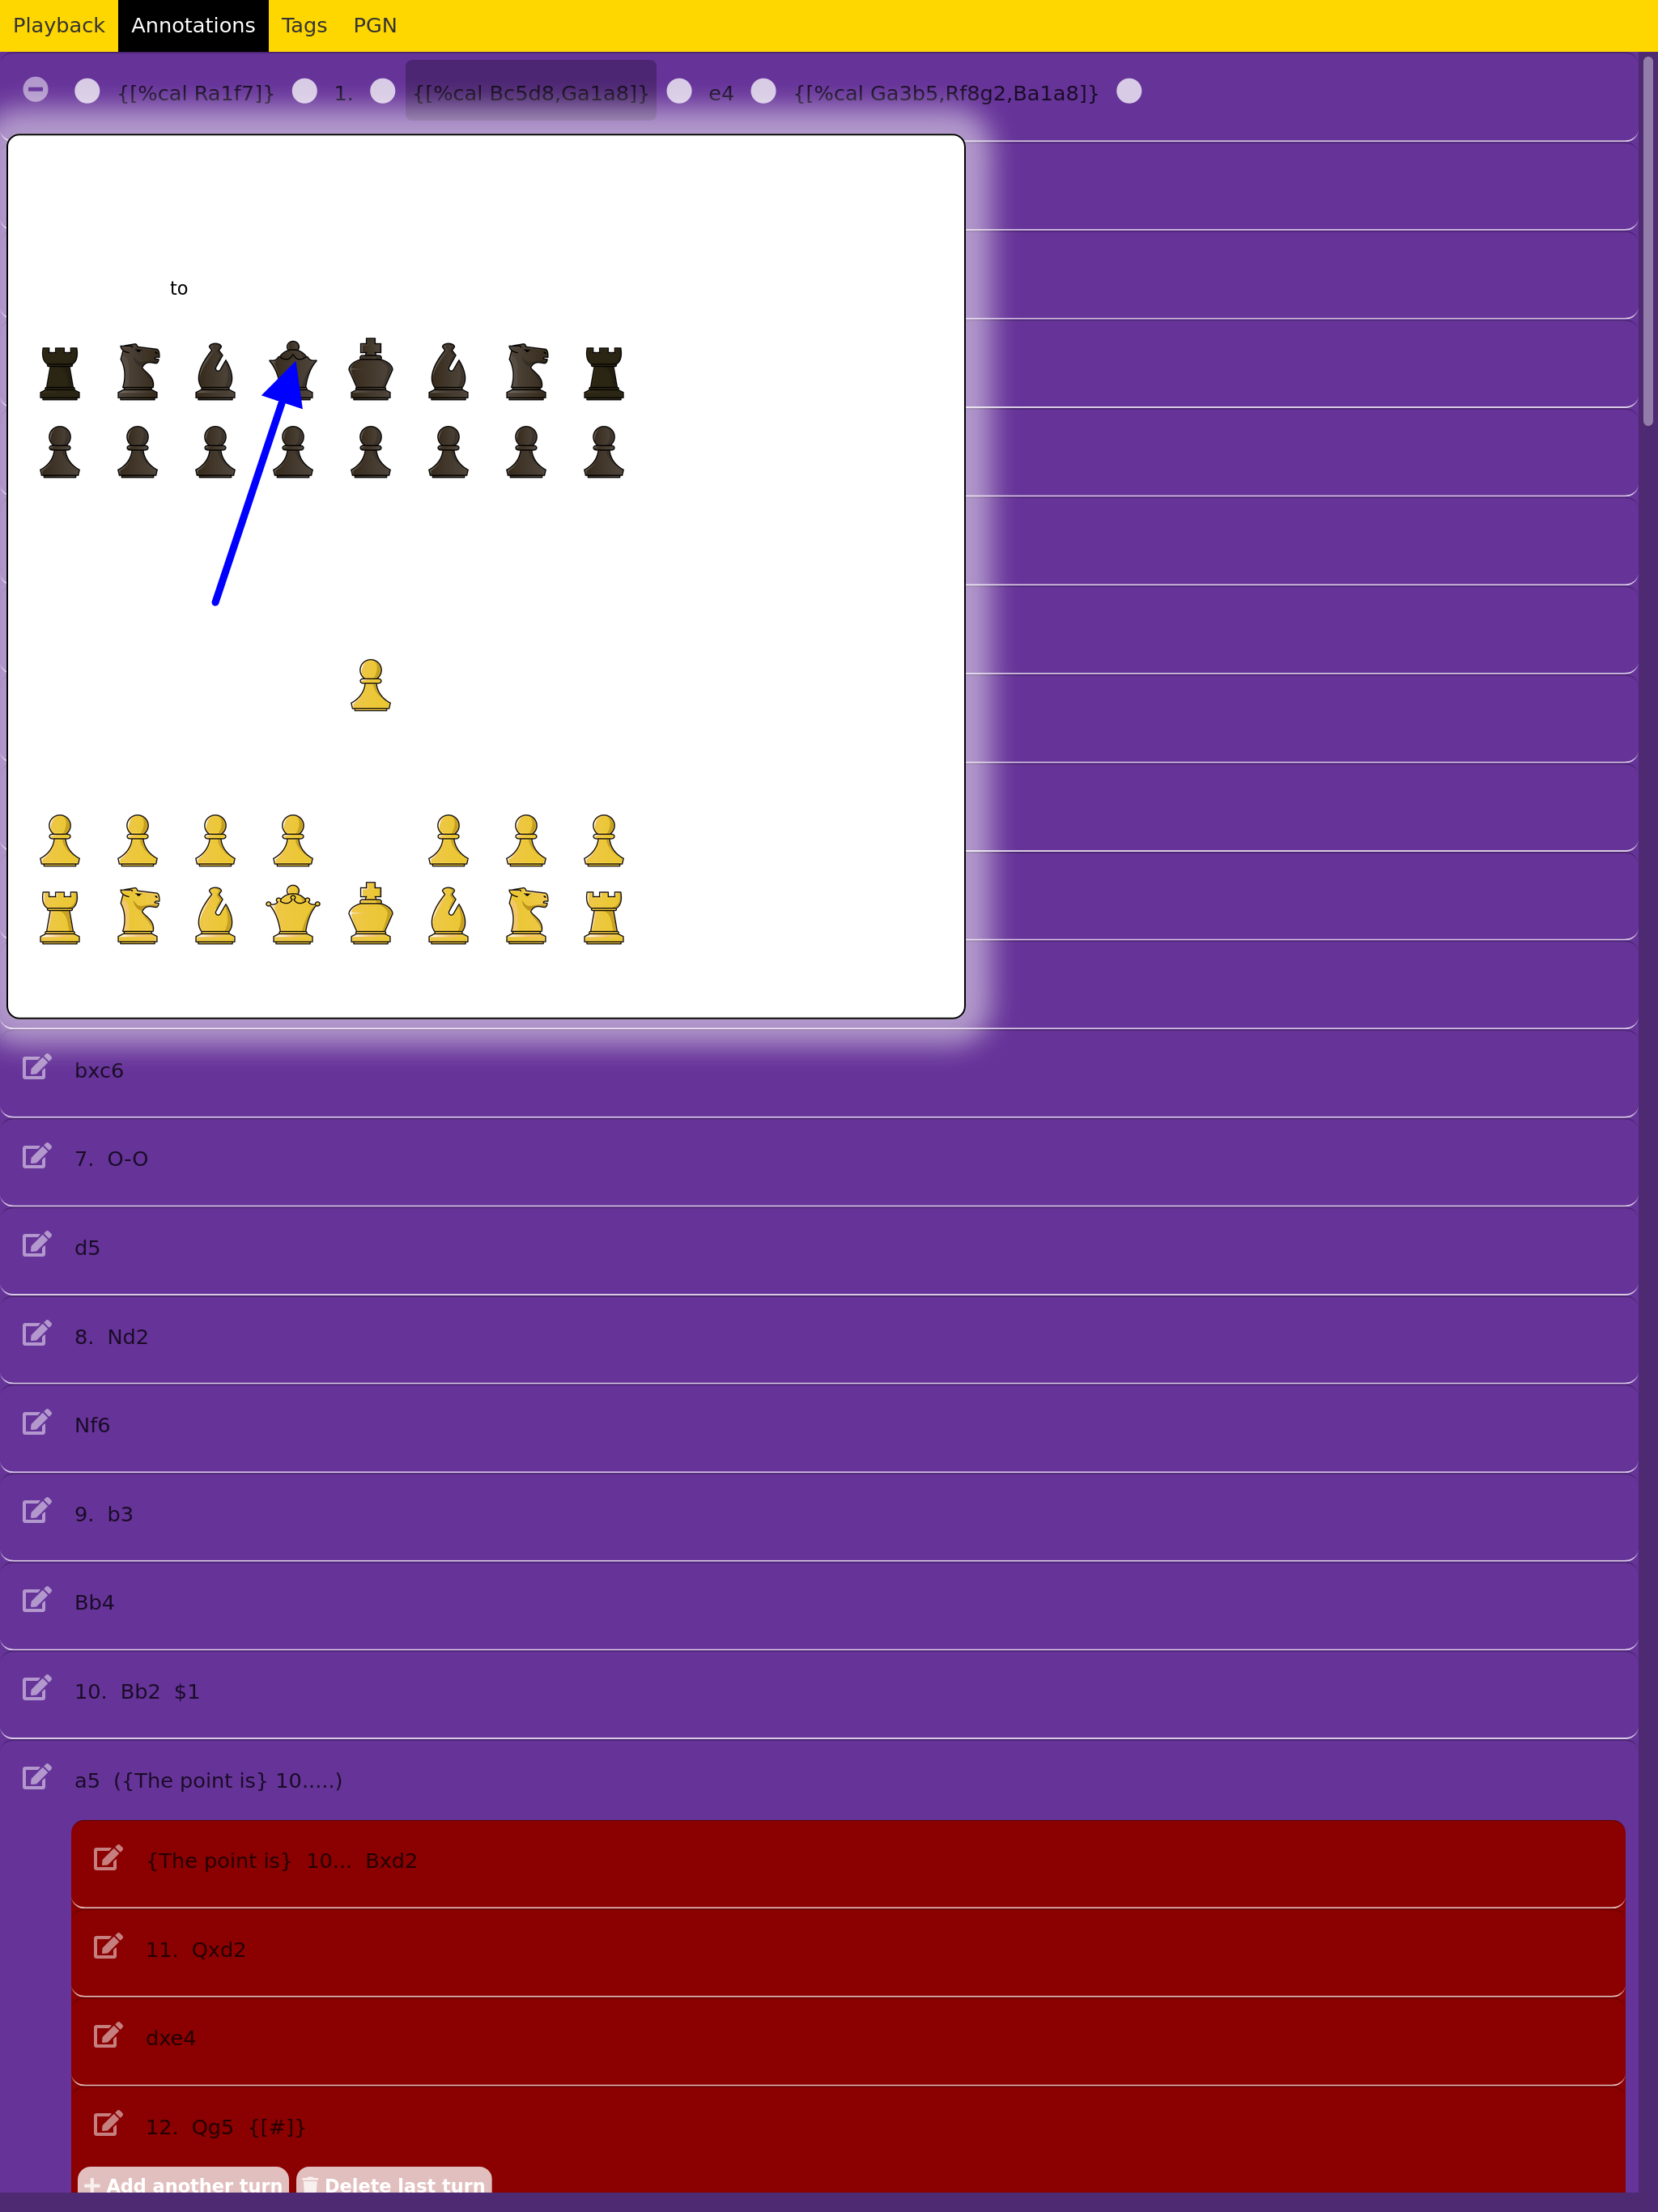 Playback Annotations Tags PGN
{[%cal Ra1f7]} 1. {[%cal Bc5d8,Ga1a8]} e4 {[%cal Ga3b5,Rf8g2,Ba1a8]}
to
bxc6
7. O-O
d5
8. Nd2
Nf6
9. b3
Bb4
10. Bb2 $1
a5 ({The point is} 10.....)
{The point is} 10... Bxd2
11. Qxd2
dxe4
12. Qg5 {[#]}
Add another turn Delete last turn